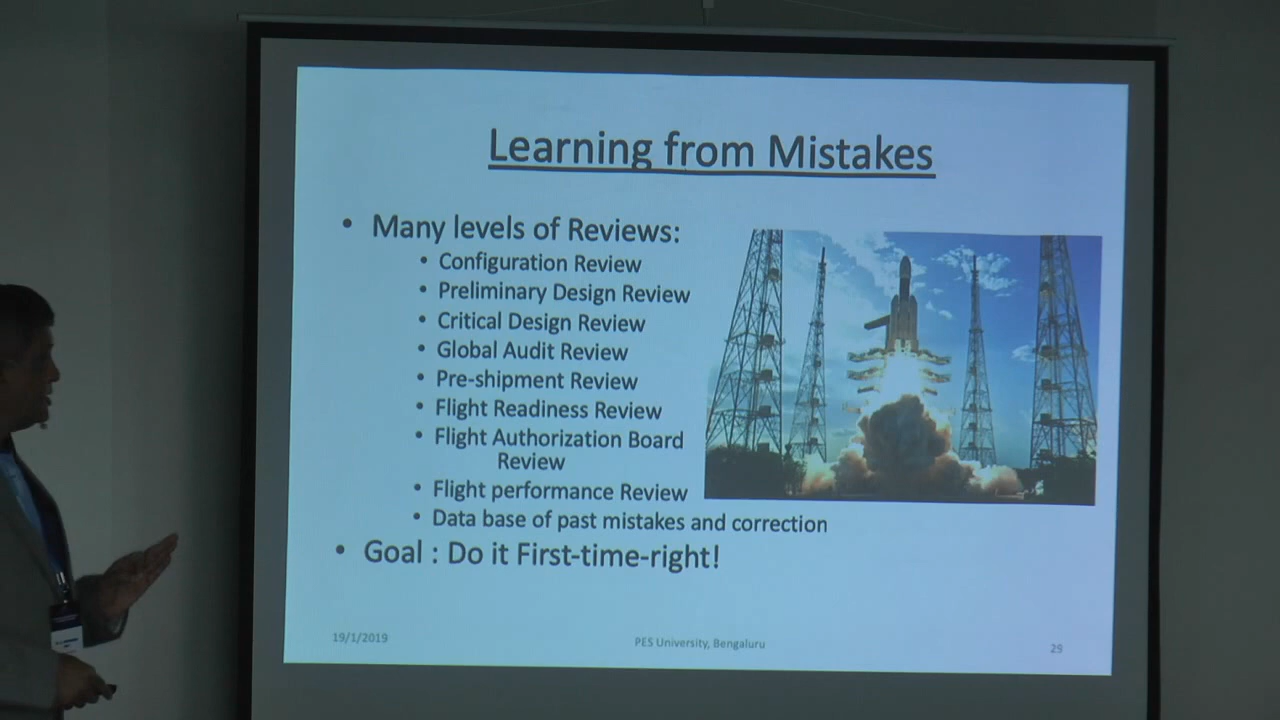 Learning from Mistakes
• Many levels of Reviews:
• Configuration Review
• Preliminary Design Review
• Critical Design Review
• Global Audit Review
• Pre-shipment Review
• Flight Readiness Review
• Flight Authorization Board
Review
• Flight performance Review
• Data base of past mistakes and correction
• Goal : Do it First-time-right!
19/1/2019
PES University, Bengaluru
29